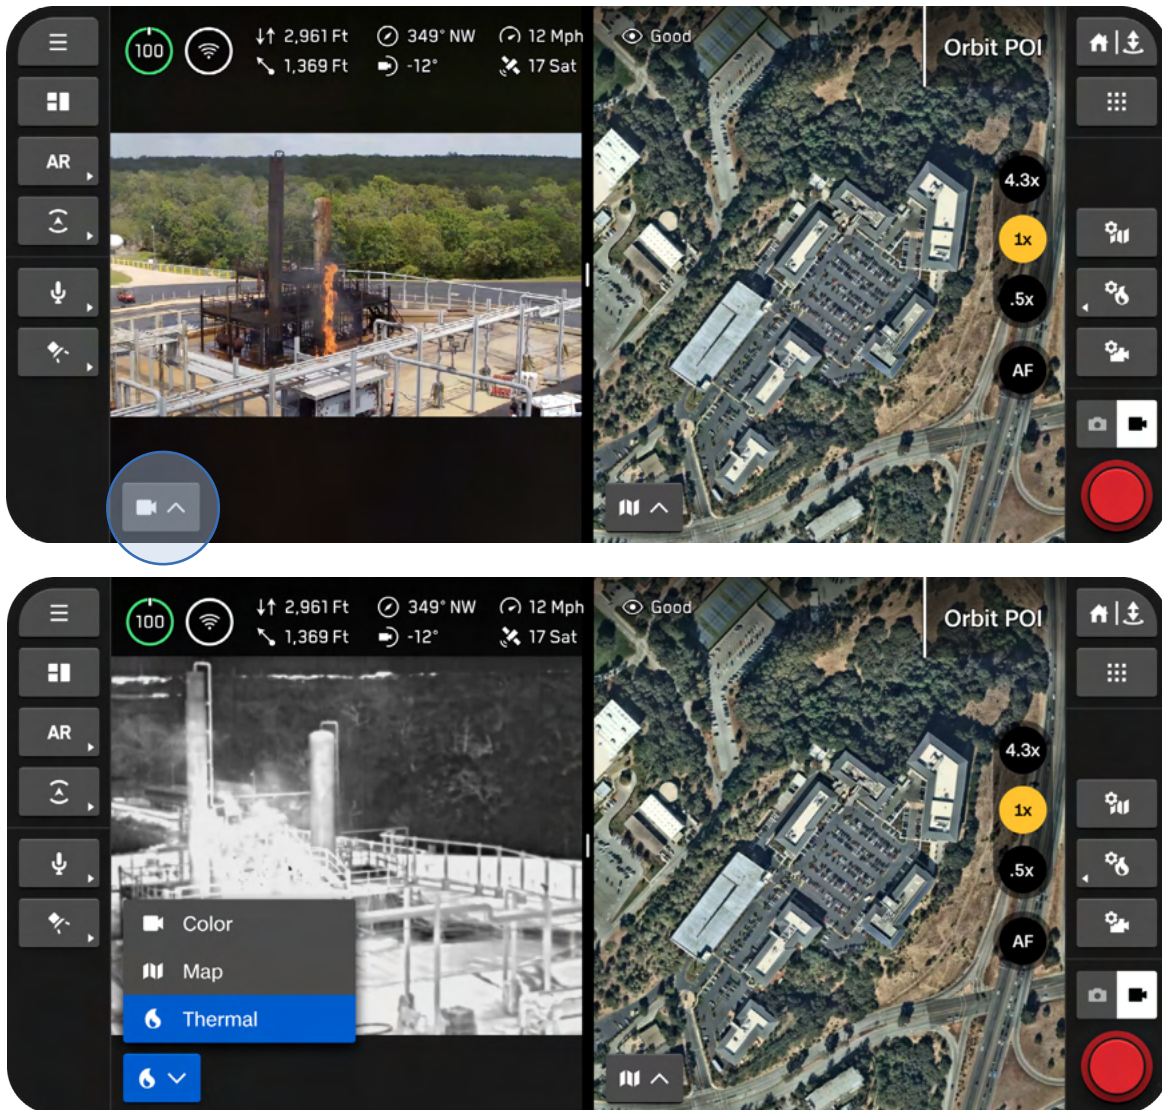 100
2,961 Ft
349° NW
12 Mph
1,369 Ft
-12°
17 Sat
Good
Orbit POI
AR
4.3x
1x
.5x
AF
100
2,961 Ft
349° NW
12 Mph
1,369 Ft
-12°
17 Sat
Good
Orbit POI
AR
4.3x
1x
.5x
AF
Color
Map
Thermal